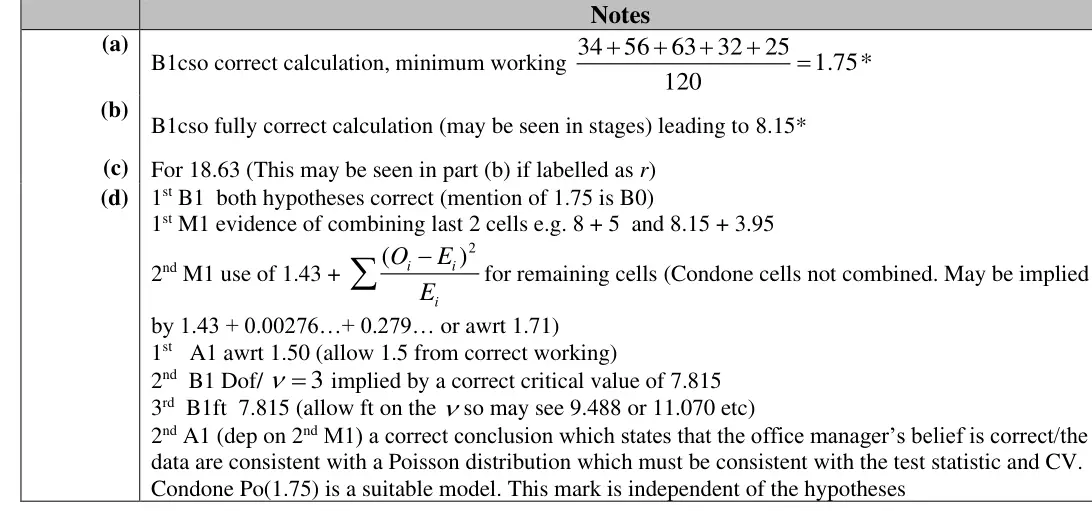 Notes
(a) B1cso correct calculation, minimum working (34 + 56 + 63 + 32 + 25)/120 = 1.75*
(b) B1cso fully correct calculation (may be seen in stages) leading to 8.15*
(c) For 18.63 (This may be seen in part (b) if labelled as r)
(d) 1st B1 both hypotheses correct (mention of 1.75 is B0)
1st M1 evidence of combining last 2 cells e.g. 8 + 5 and 8.15 + 3.95
2nd M1 use of 1.43 + ∑ (Oi − Ei)²/Ei for remaining cells (Condone cells not combined. May be implied
by 1.43 + 0.00276…+ 0.279… or awrt 1.71)
1st A1 awrt 1.50 (allow 1.5 from correct working)
2nd B1 Dof/ ν = 3 implied by a correct critical value of 7.815
3rd B1ft 7.815 (allow ft on the ν so may see 9.488 or 11.070 etc)
2nd A1 (dep on 2nd M1) a correct conclusion which states that the office manager’s belief is correct/the
data are consistent with a Poisson distribution which must be consistent with the test statistic and CV.
Condone Po(1.75) is a suitable model. This mark is independent of the hypotheses